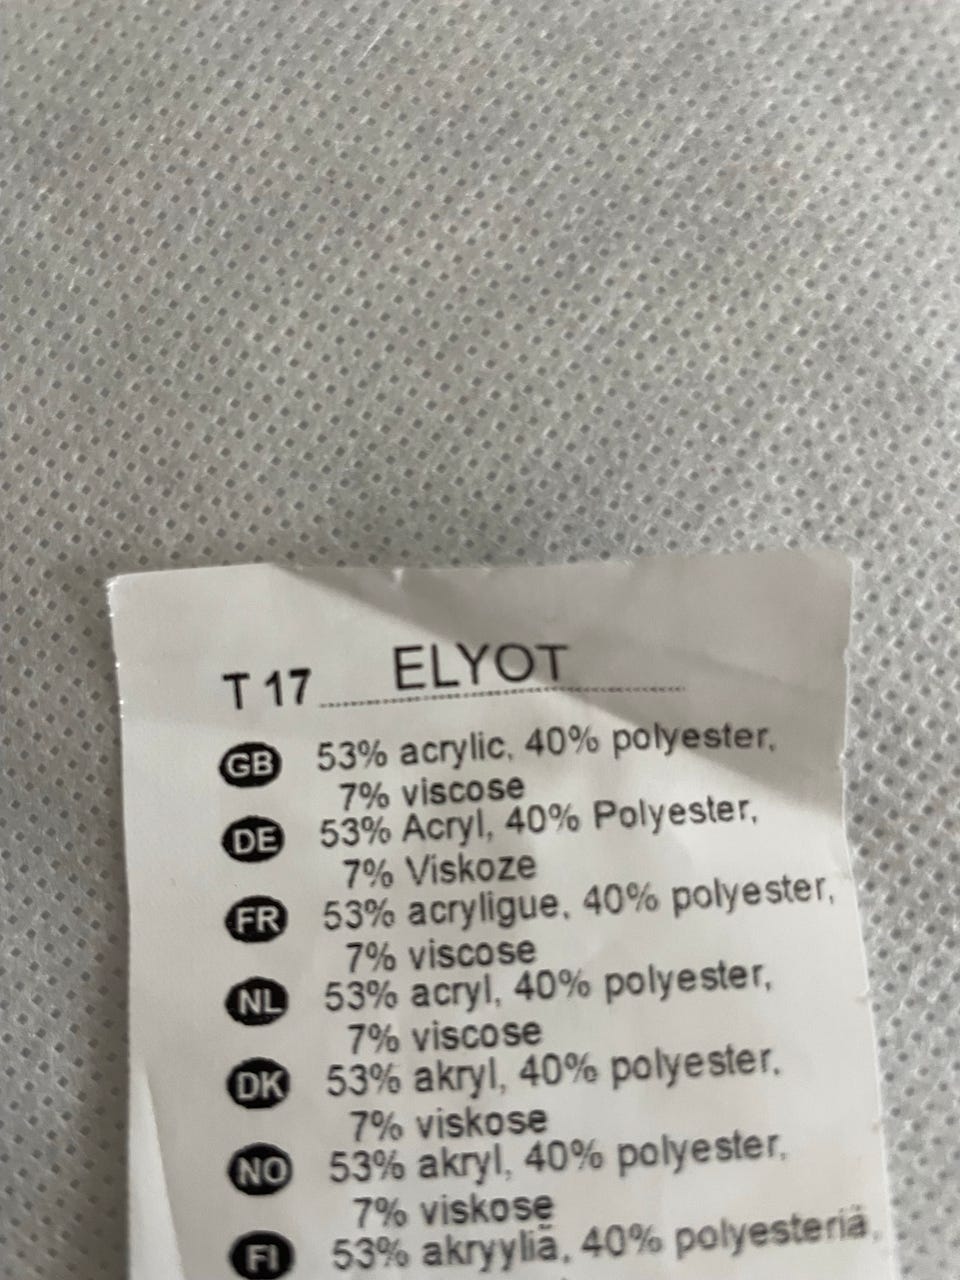 T 17 ELYOT
GB 53% acrylic, 40% polyester,
7% viscose
DE 53% Acryl, 40% Polyester,
7% Viskoze
FR 53% acryligue, 40% polyester,
7% viscose
NL 53% acryl, 40% polyester,
7% viscose
DK 53% akryl, 40% polyester,
7% viskose
NO 53% akryl, 40% polyester,
7% viskose
FI 53% akryyliä, 40% polyesteriä,